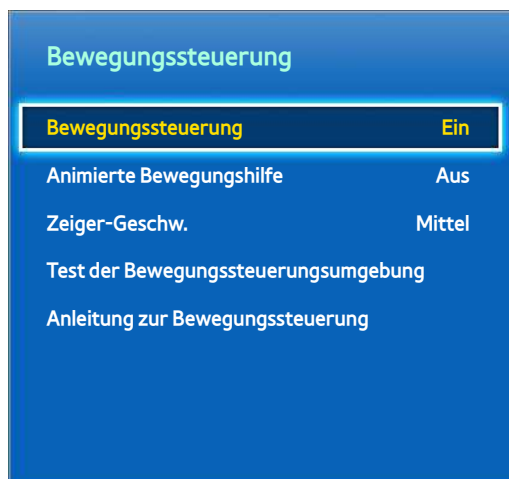 Bewegungssteuerung
Bewegungssteuerung Ein
Animierte Bewegungshilfe Aus
Zeiger-Geschw. Mittel
Test der Bewegungssteuerungsumgebung
Anleitung zur Bewegungssteuerung